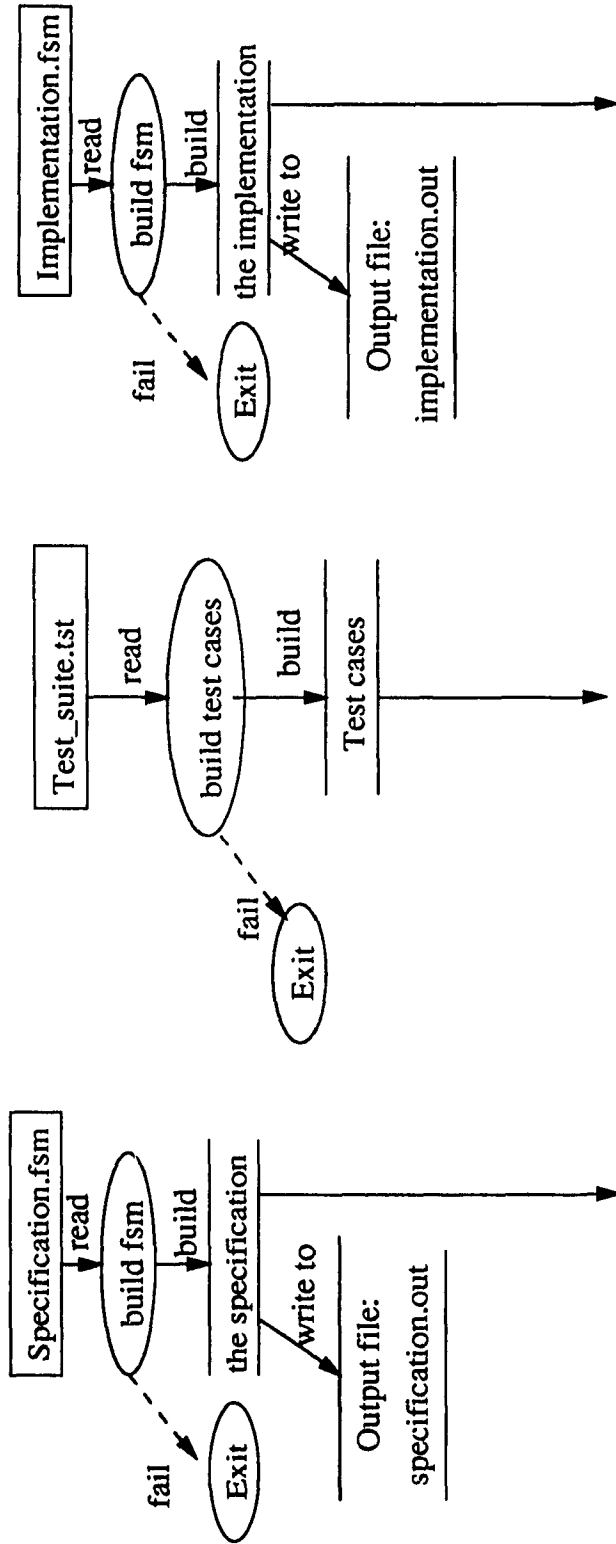 Specification.fsm
read
build fsm
fail
build
Exit
the specification
write to
Output file:
specification.out
Test_suite.tst
read
build test cases
fail
build
Exit
Test cases
Implementation.fsm
read
build fsm
fail
build
Exit
the implementation
write to
Output file:
implementation.out